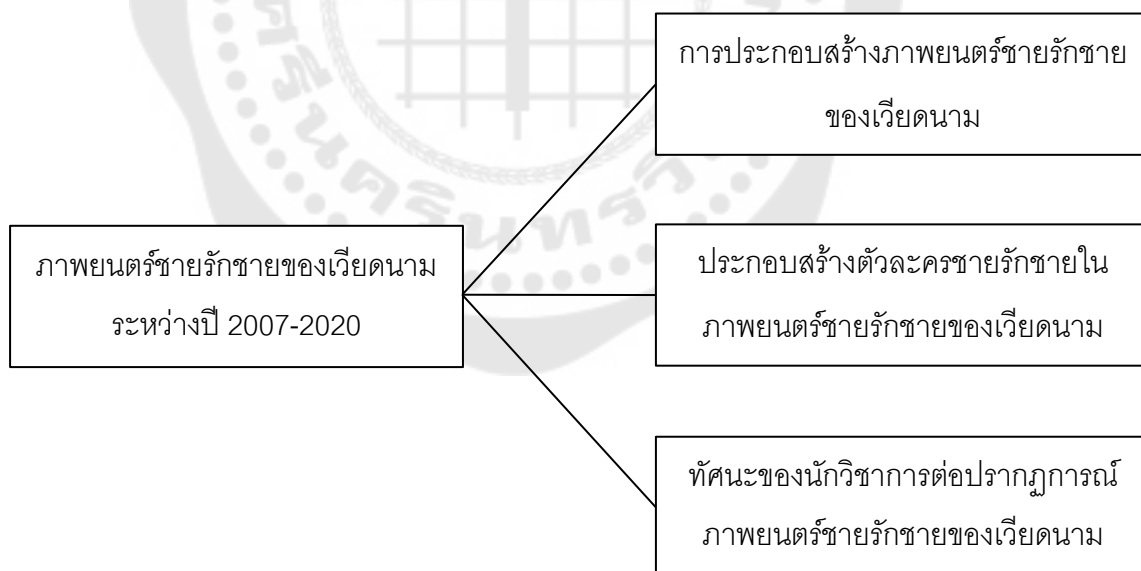 การประกอบสร้างภาพยนตร์ชายรักชาย
ของเวียดนาม
ภาพยนตร์ชายรักชายของเวียดนาม
ระหว่างปี 2007-2020
ประกอบสร้างตัวละครชายรักชายใน
ภาพยนตร์ชายรักชายของเวียดนาม
ทัศนะของนักวิชาการต่อปรากฏการณ์
ภาพยนตร์ชายรักชายของเวียดนาม